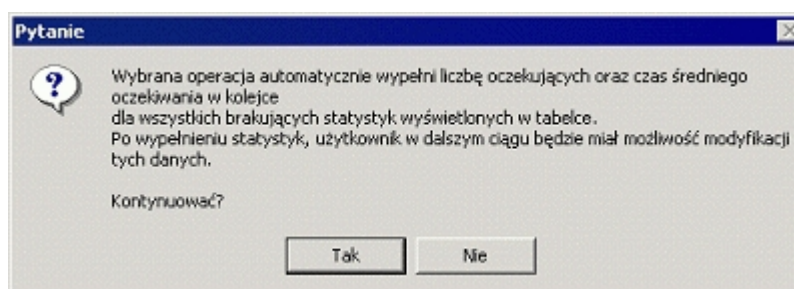 Pytanie
Wybrana operacja automatycznie wypełni liczbę oczekujących oraz czas średniego
oczekiwania w kolejce
dla wszystkich brakujących statystyk wyświetlonych w tabelce.
Po wypełnieniu statystyk, użytkownik w dalszym ciągu będzie miał możliwość modyfikacji
tych danych.
Kontynuować?
Tak
Nie